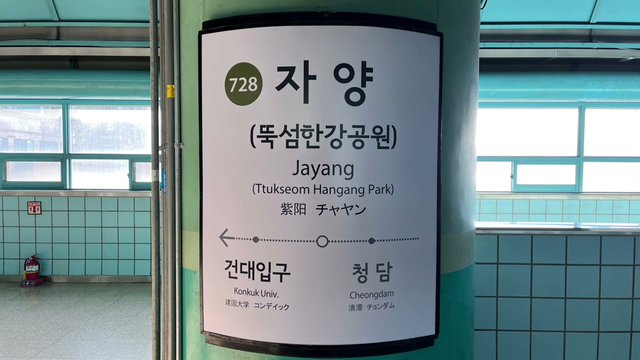 728 자양
(뚝섬한강공원)
Jayang
(Ttukseom Hangang Park)
紫阳 チャヤン
건대입구 청담
Konkuk Univ. Cheongdam
建国大学 コンデイック 清潭 チョンダム